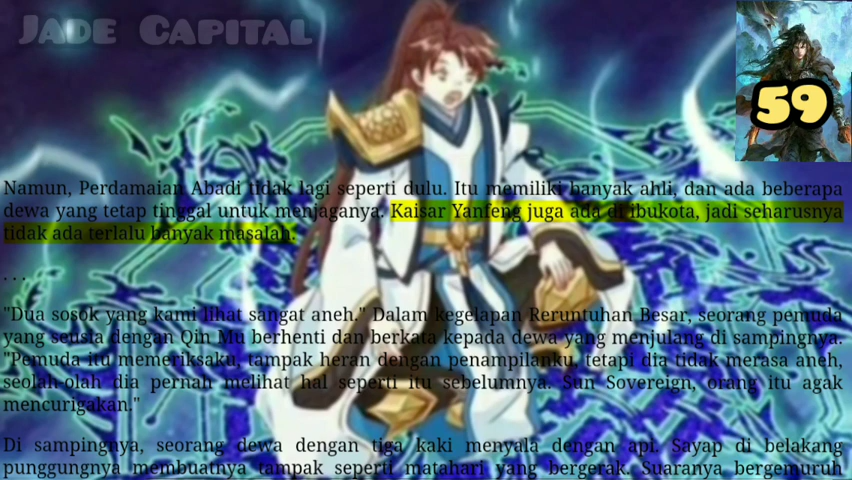 JADE CAPITAL
59
Namun, Perdamaian Abadi tidak lagi seperti dulu. Itu memiliki banyak ahli, dan ada beberapa
dewa yang tetap tinggal untuk menjaganya. Kaisar Yanfeng juga ada di ibukota, jadi seharusnya
tidak ada terlalu banyak masalah.
. . .
"Dua sosok yang kami lihat sangat aneh." Dalam kegelapan Reruntuhan Besar, seorang pemuda
yang seusia dengan Qin Mu berhenti dan berkata kepada dewa yang menjulang di sampingnya.
"Pemuda itu memeriksaku, tampak heran dengan penampilanku, tetapi dia tidak merasa aneh,
seolah-olah dia pernah melihat hal seperti itu sebelumnya. Sun Sovereign, orang itu agak
mencurigakan."
Di sampingnya, seorang dewa dengan tiga kaki menyala dengan api. Sayap di belakang
punggungnya membuatnya tampak seperti matahari yang bergerak. Suaranya bergemuruh